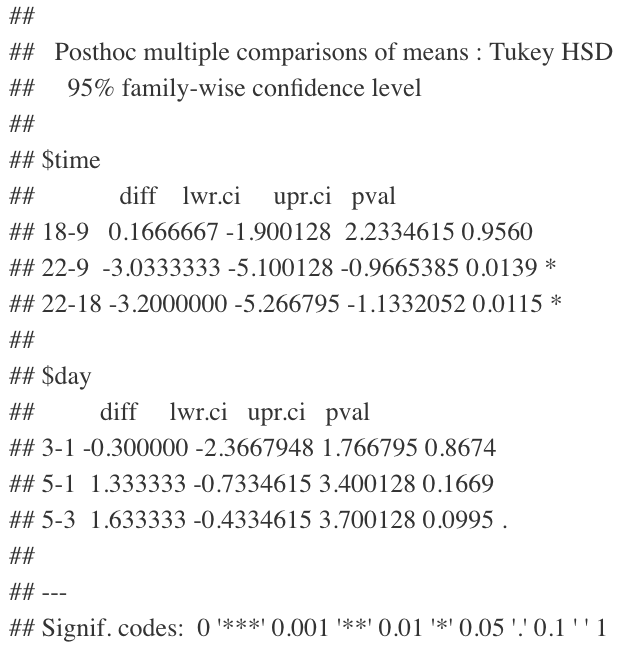 ##
## Posthoc multiple comparisons of means : Tukey HSD
## 95% family-wise confidence level
##
## $time
## diff lwr.ci upr.ci pval
## 18-9 0.1666667 -1.900128 2.2334615 0.9560
## 22-9 -3.0333333 -5.100128 -0.9665385 0.0139 *
## 22-18 -3.2000000 -5.266795 -1.1332052 0.0115 *
##
## $day
## diff lwr.ci upr.ci pval
## 3-1 -0.300000 -2.3667948 1.766795 0.8674
## 5-1 1.333333 -0.7334615 3.400128 0.1669
## 5-3 1.633333 -0.4334615 3.700128 0.0995 .
##
## ---
## Signif. codes: 0 '***' 0.001 '**' 0.01 '*' 0.05 '.' 0.1 ' ' 1